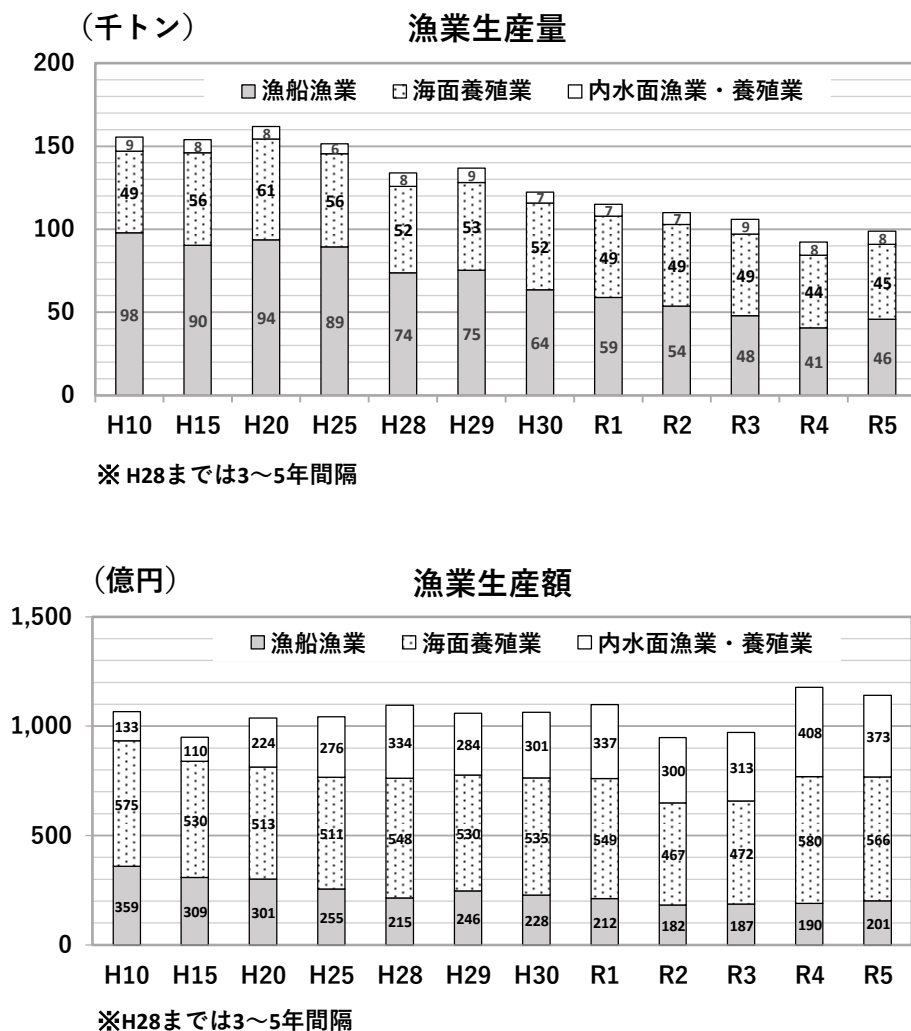 （千トン） 漁業生産量
200
■漁船漁業 海面養殖業 □内水面漁業・養殖業
150
100
50
0
9 8 8 6 8 9 7 7 7 9 8 8
49 56 61 56 52 53 52 49 49 49 44 45
98 90 94 89 74 75 64 59 54 48 41 46
H10 H15 H20 H25 H28 H29 H30 R1 R2 R3 R4 R5
※ H28までは3～5年間隔
（億円） 漁業生産額
1,500
■漁船漁業 海面養殖業 □内水面漁業・養殖業
1,000
500
0
133 110 224 276 334 284 301 337 300 313 408 373
575 530 513 511 548 530 535 549 467 472 580 566
359 309 301 255 215 246 228 212 182 187 190 201
H10 H15 H20 H25 H28 H29 H30 R1 R2 R3 R4 R5
※H28までは3～5年間隔